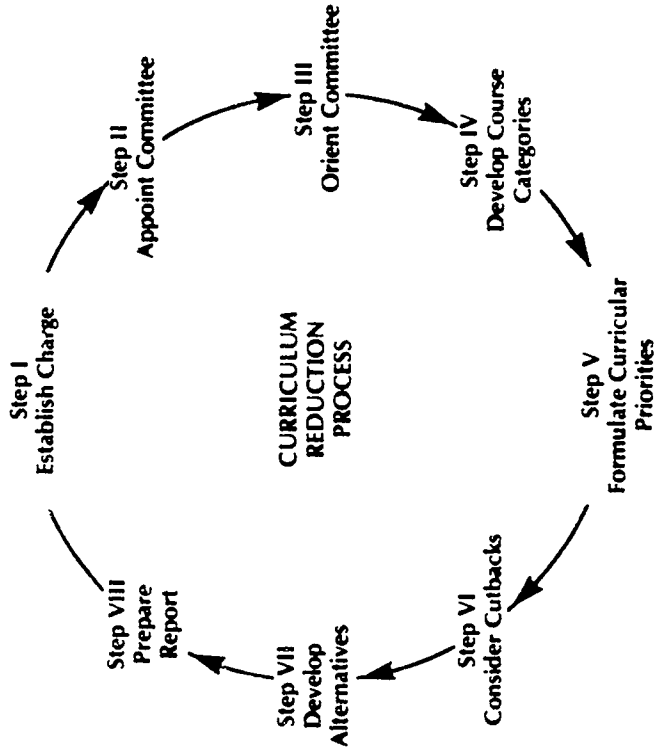 Step I
Establish Charge
Step II
Appoint Committee
Step III
Orient Committee
Step IV
Develop Course
Categories
Step V
Formulate Curricular
Priorities
Step VI
Consider Cutbacks
Step VII
Develop
Alternatives
Step VIII
Prepare
Report
CURRICULUM
REDUCTION
PROCESS